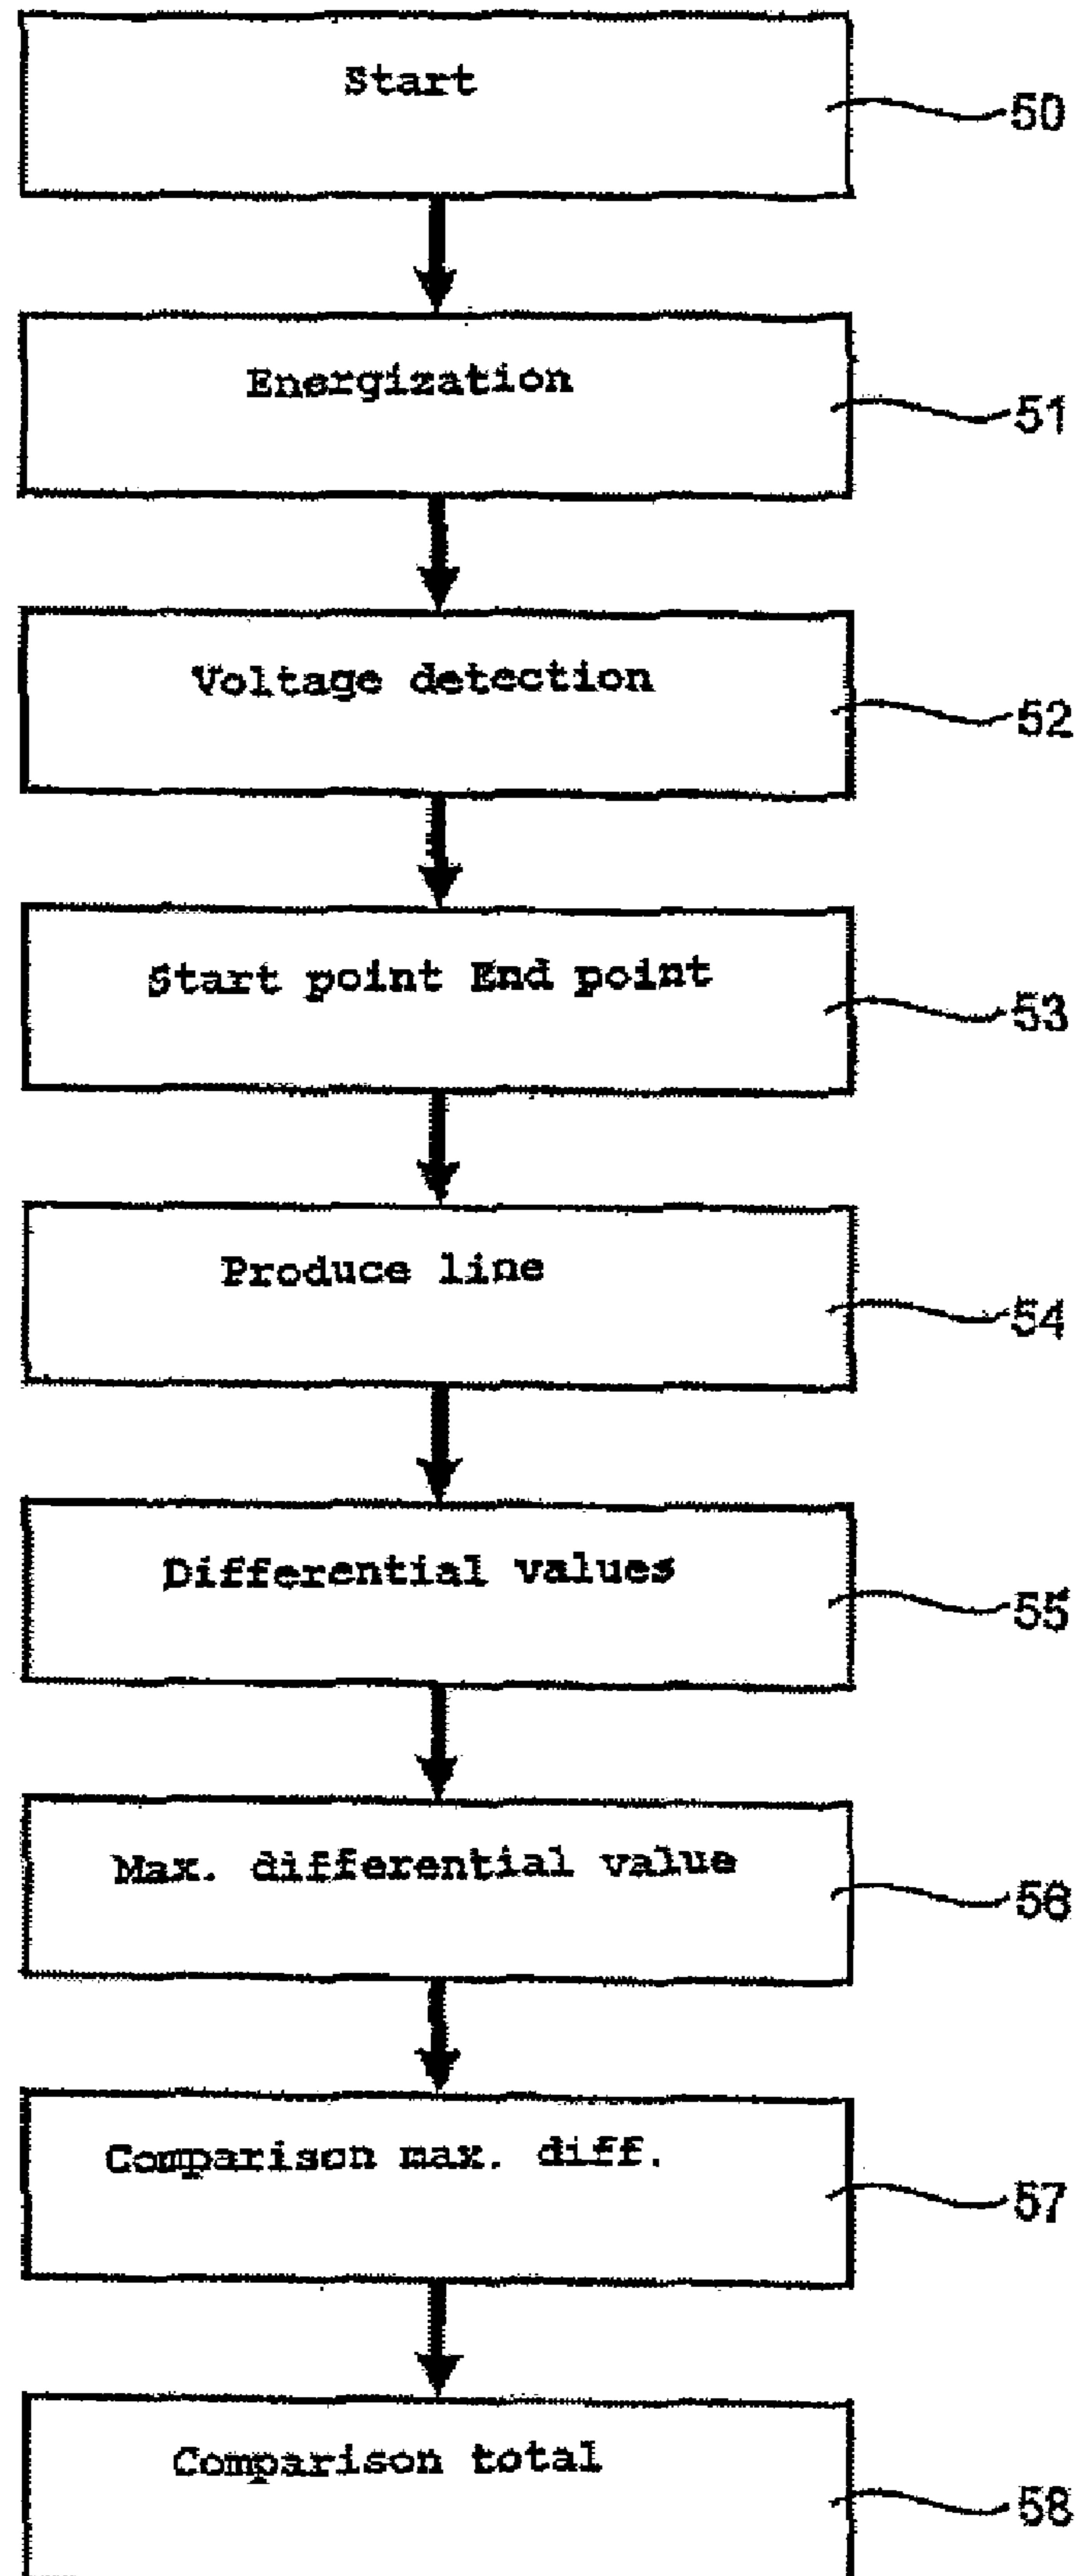 Start
50
Energization
51
Voltage detection
52
Start point End point
53
Produce line
54
Differential values
55
Max. differential value
56
Comparison max. diff.
57
Comparison total
58